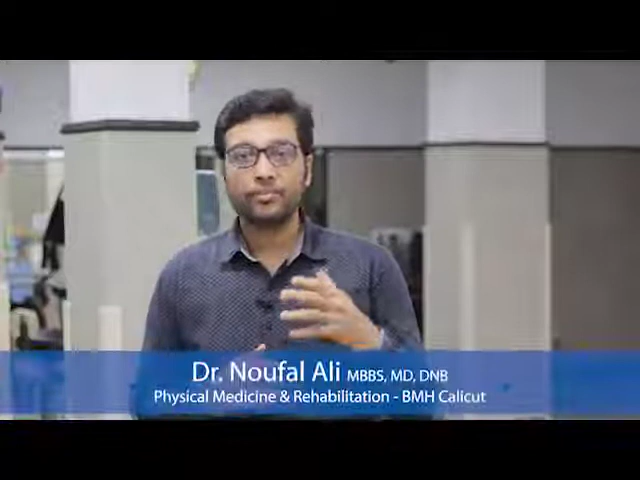 Dr. Noufal Ali MBBS, MD, DNB
Physical Medicine & Rehabilitation - BMH Calicut